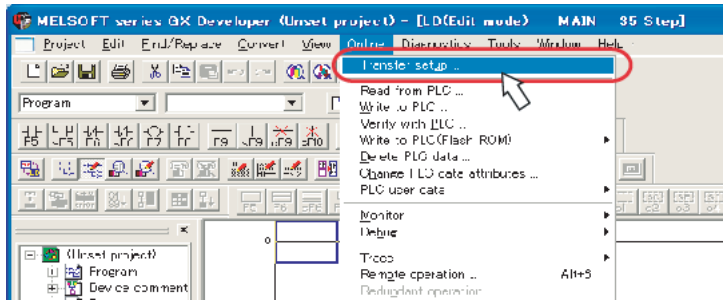 MELSOFT series GX Developer (Unset project) - [LD(Edit mode) MAIN 35 Step]
Project Edit Find/Replace Convert View Online Diagnostics Tools Window Help
Transfer setup ...
Read from PLC ...
Program
Write to PLC ...
Verify with PLC ...
Write to PLC(Flash ROM)
Delete PLC data ...
Change PLC data attributes ...
PLC user data
Monitor
0
Debug
(Unset project)
Trace
Program
Remote operation ... Alt+6
Device comment
Redundant operation